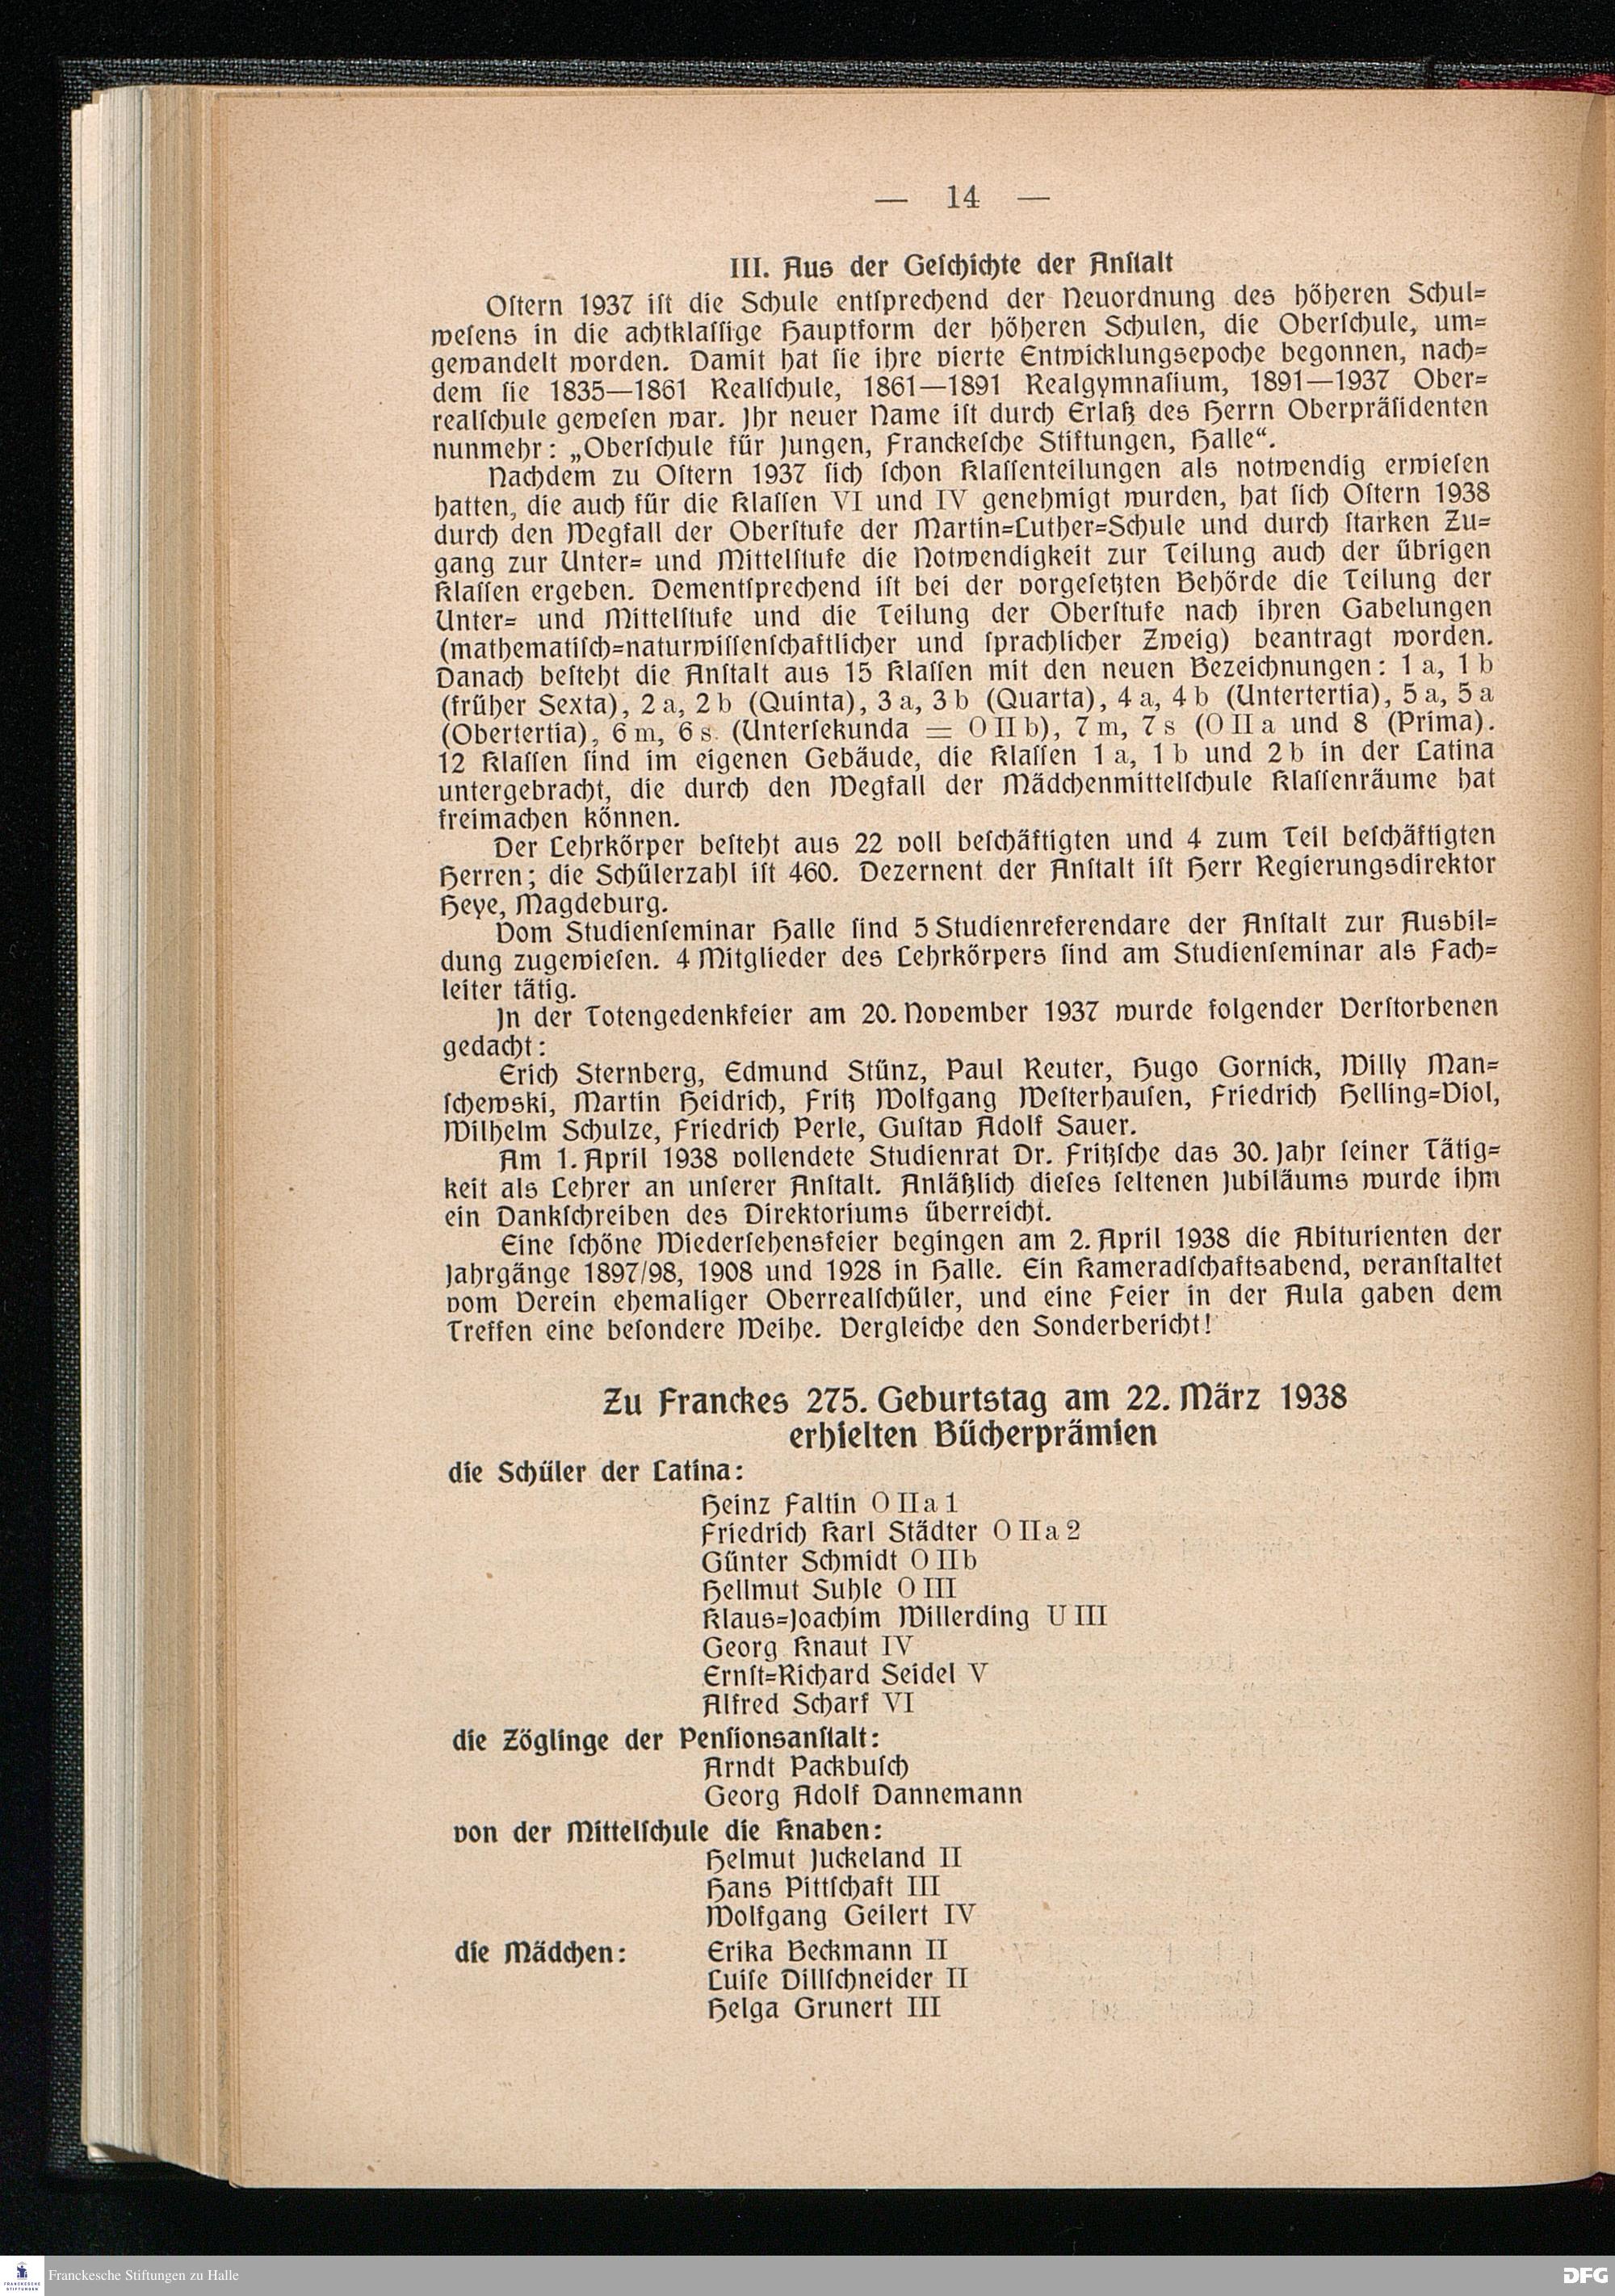 — 14 —
III. Aus der Geſchichte der Anſtalt
Oſtern 1937 iſt die Schule entſprechend der Neuordnung des höheren Schul=
weſens in die achtklaſſige Hauptform der höheren Schulen, die Oberſchule, um=
gewandelt worden. Damit hat ſie ihre vierte Entwicklungsepoche begonnen, nach=
dem ſie 1835—1861 Realſchule, 1861—1891 Realgymnaſium, 1891—1937 Ober=
realſchule geweſen war. Ihr neuer Name iſt durch Erlaß des Herrn Oberpräſidenten
nunmehr: „Oberſchule für Jungen, Franckeſche Stiftungen, Halle“.
Nachdem zu Oſtern 1937 ſich ſchon Klaſſenteilungen als notwendig erwieſen
hatten, die auch für die Klaſſen VI und IV genehmigt wurden, hat ſich Oſtern 1938
durch den Wegfall der Oberſtufe der Martin=Luther=Schule und durch ſtarken Zu=
gang zur Unter= und Mittelſtufe die Notwendigkeit zur Teilung auch der übrigen
Klaſſen ergeben. Dementſprechend iſt bei der vorgeſetzten Behörde die Teilung der
Unter= und Mittelſtufe und die Teilung der Oberſtufe nach ihren Gabelungen
(mathematiſch=naturwiſſenſchaftlicher und ſprachlicher Zweig) beantragt worden.
Danach beſteht die Anſtalt aus 15 Klaſſen mit den neuen Bezeichnungen: 1 a, 1 b
(früher Sexta), 2 a, 2 b (Quinta), 3 a, 3 b (Quarta), 4 a, 4 b (Untertertia), 5 a, 5 a
(Obertertia), 6 m, 6 s (Unterſekunda = O II b), 7 m, 7 s (O II a und 8 (Prima).
12 Klaſſen ſind im eigenen Gebäude, die Klaſſen 1 a, 1 b und 2 b in der Latina
untergebracht, die durch den Wegfall der Mädchenmittelſchule Klaſſenräume hat
freimachen können.
Der Lehrkörper beſteht aus 22 voll beſchäftigten und 4 zum Teil beſchäftigten
Herren; die Schülerzahl iſt 460. Dezernent der Anſtalt iſt Herr Regierungsdirektor
Heye, Magdeburg.
Vom Studienſeminar Halle ſind 5 Studienreferendare der Anſtalt zur Ausbil=
dung zugewieſen. 4 Mitglieder des Lehrkörpers ſind am Studienſeminar als Fach=
leiter tätig.
In der Totengedenkfeier am 20. November 1937 wurde folgender Verſtorbenen
gedacht:
Erich Sternberg, Edmund Stünz, Paul Reuter, Hugo Gornick, Willy Man=
ſchewski, Martin Heidrich, Fritz Wolfgang Weſterhauſen, Friedrich Helling=Viol,
Wilhelm Schulze, Friedrich Perle, Guſtav Adolf Sauer.
Am 1. April 1938 vollendete Studienrat Dr. Fritzſche das 30. Jahr ſeiner Tätig=
keit als Lehrer an unſerer Anſtalt. Anläßlich dieſes ſeltenen Jubiläums wurde ihm
ein Dankſchreiben des Direktoriums überreicht.
Eine ſchöne Wiederſehensfeier begingen am 2. April 1938 die Abiturienten der
Jahrgänge 1897/98, 1908 und 1928 in Halle. Ein Kameradſchaftsabend, veranſtaltet
vom Verein ehemaliger Oberrealſchüler, und eine Feier in der Aula gaben dem
Treffen eine beſondere Weihe. Vergleiche den Sonderbericht!
Zu Franckes 275. Geburtstag am 22. März 1938
erhielten Bücherprämien
die Schüler der Latina:
Heinz Faltin O II a 1
Friedrich Karl Städter O II a 2
Günter Schmidt O II b
Hellmut Suhle O III
Klaus=Joachim Willerding U III
Georg Knaut IV
Ernſt=Richard Seidel V
Alfred Scharf VI
die Zöglinge der Penſionsanſtalt:
Arndt Packbuſch
Georg Adolf Dannemann
von der Mittelſchule die Knaben:
Helmut Juckeland II
Hans Pittſchaft III
Wolfgang Geilert IV
die Mädchen: Erika Beckmann II
Luiſe Dillſchneider II
Helga Grunert III
FRANCKESCHE
STIFTUNGEN
Franckesche Stiftungen zu Halle
DFG